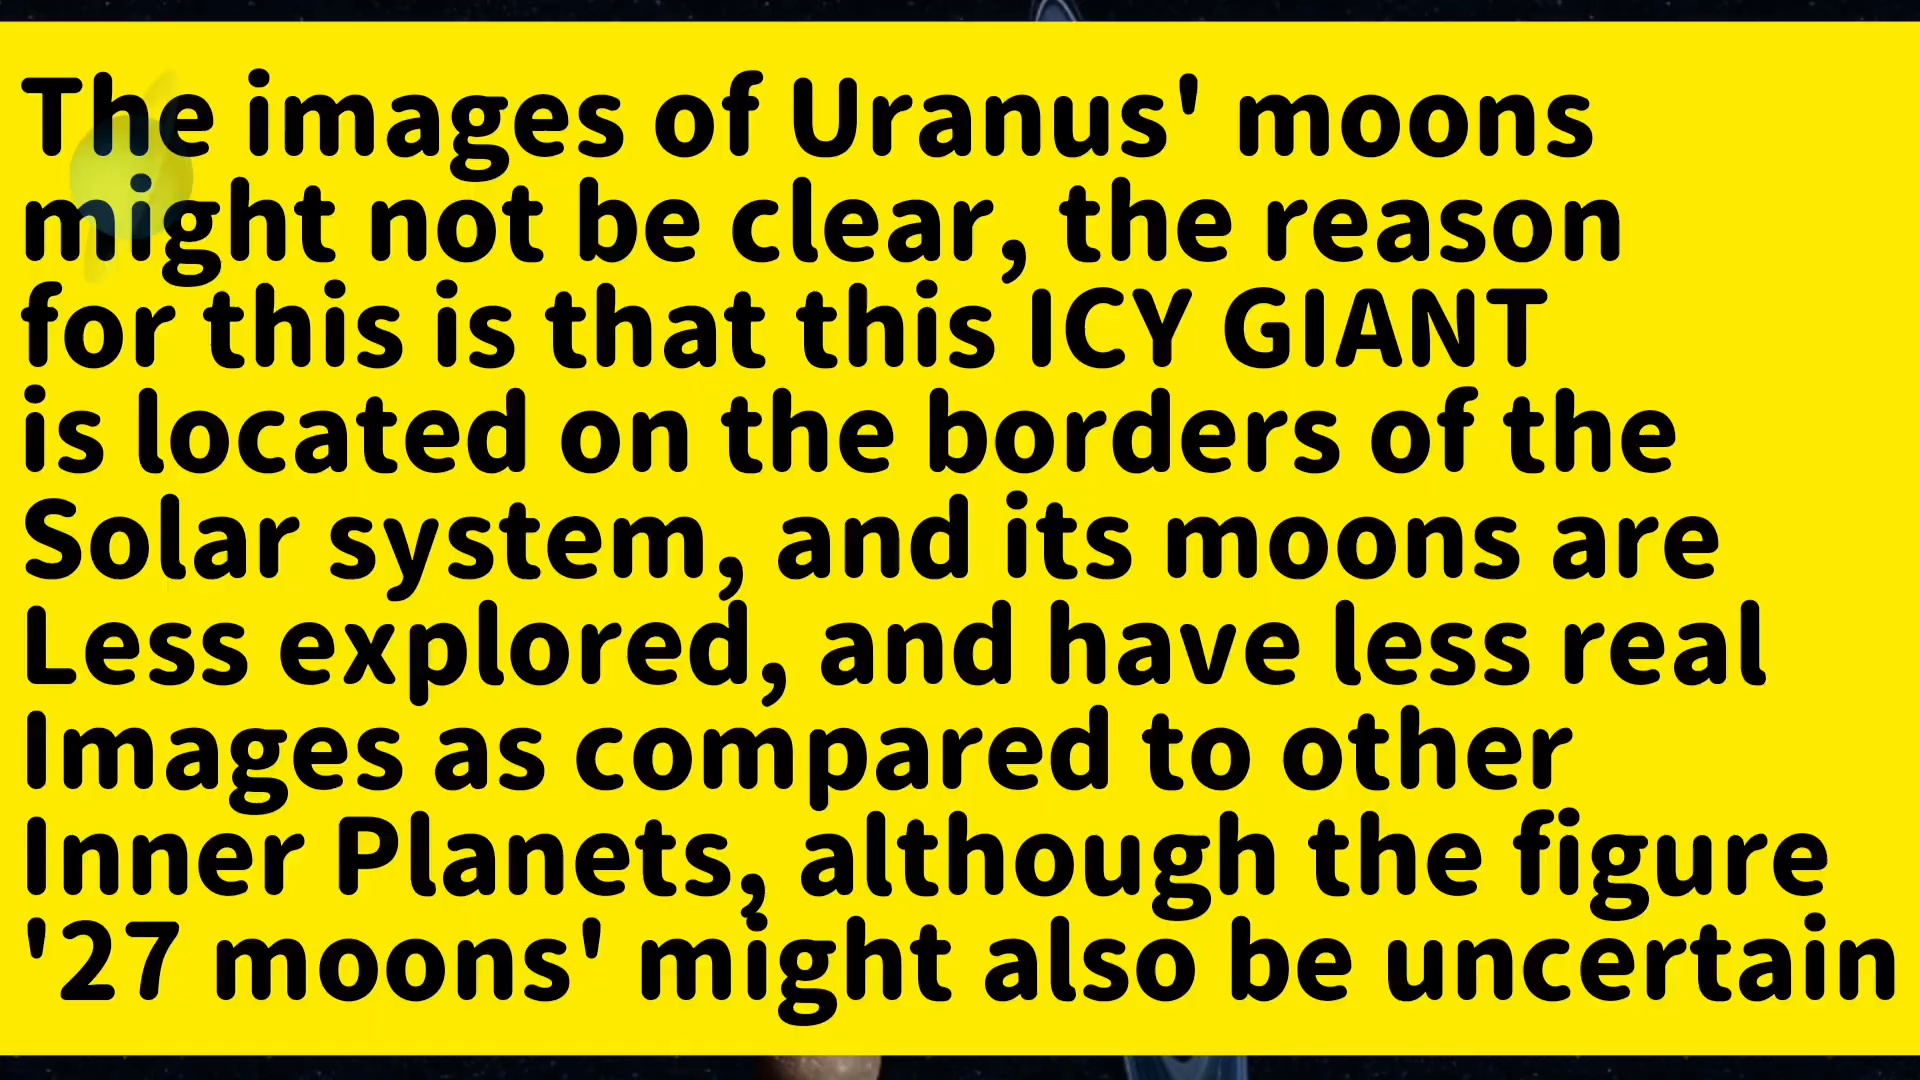 The images of Uranus' moons
might not be clear, the reason
for this is that this ICY GIANT
is located on the borders of the
Solar system, and its moons are
Less explored, and have less real
Images as compared to other
Inner Planets, although the figure
'27 moons' might also be uncertain